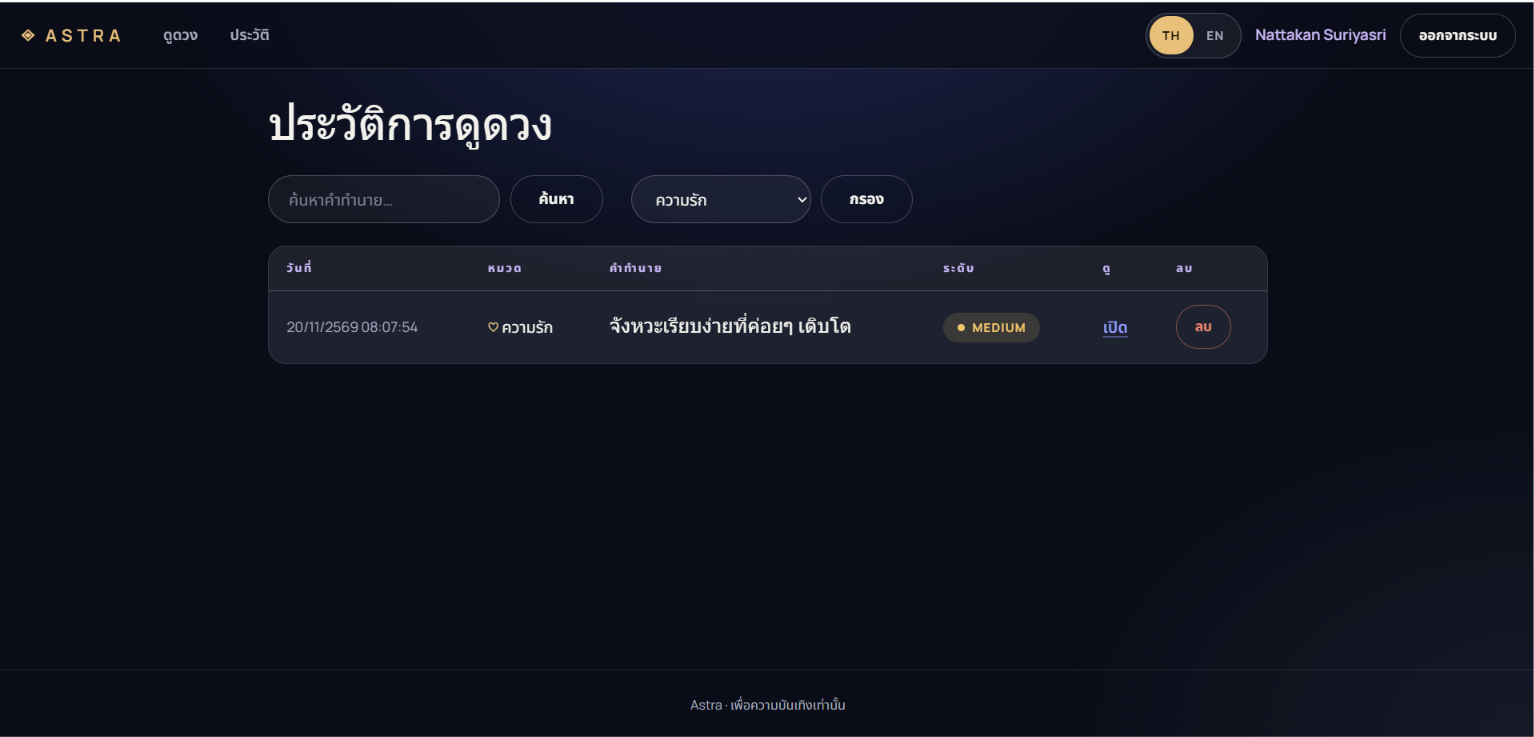 ASTRA ดูดวง ประวัติ TH EN Nattakan Suriyasri ออกจากระบบ
ประวัติการดูดวง
ค้นหาคำทำนาย... ค้นหา ความรัก กรอง
วันที่ หมวด คำทำนาย ระดับ ดู ลบ
20/11/2569 08:07:54 ♡ ความรัก จังหวะเรียบง่ายที่ค่อยๆ เติบโต MEDIUM เปิด ลบ
Astra · เพื่อความบันเทิงเท่านั้น